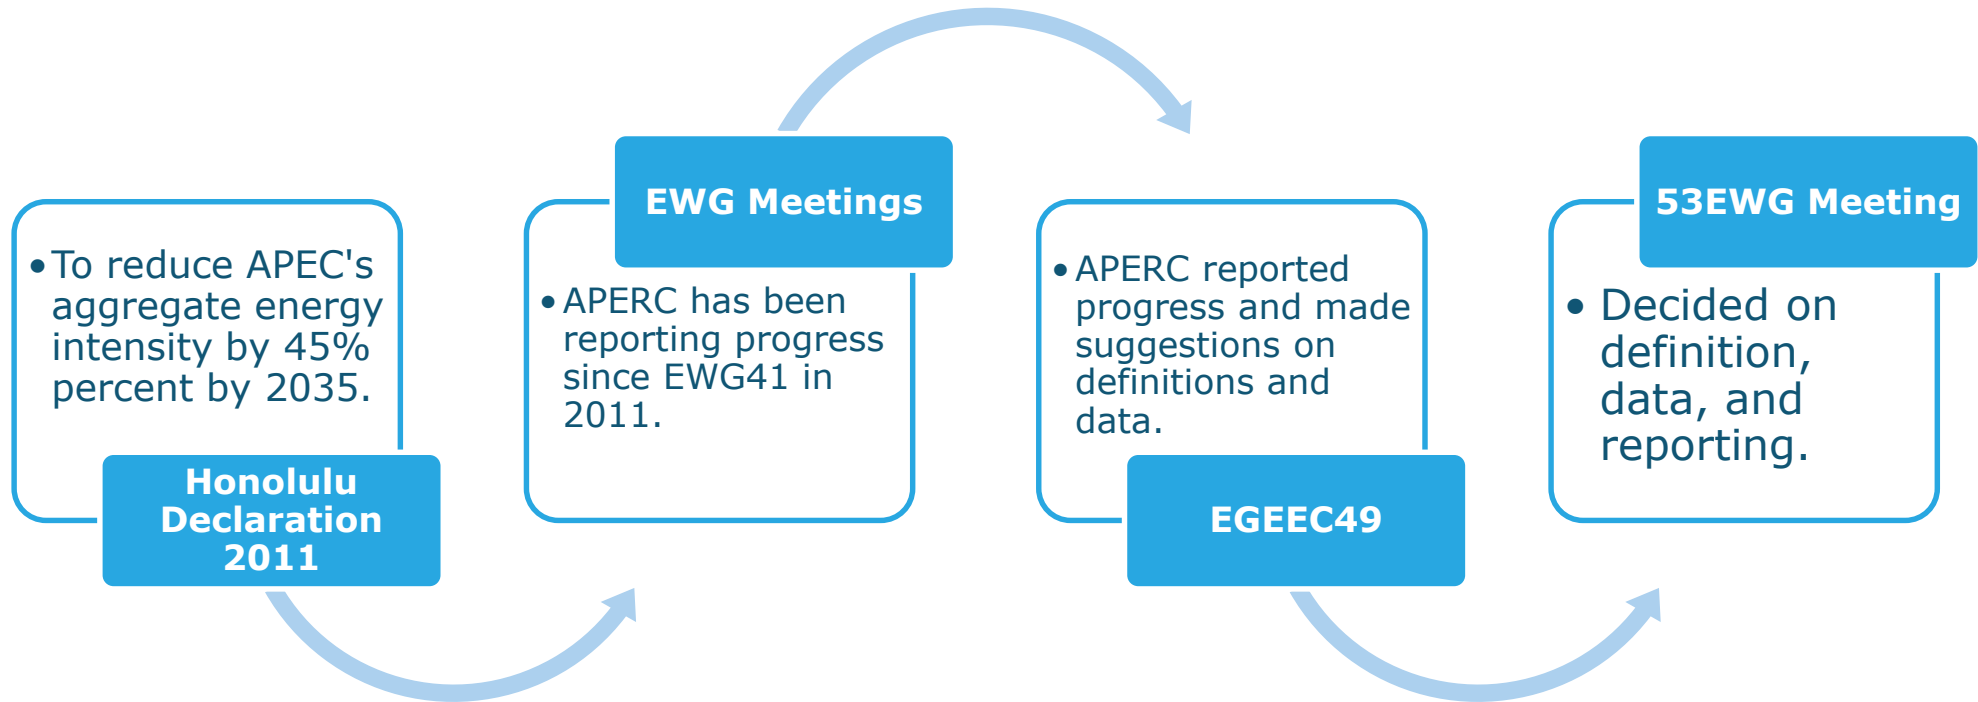 •To reduce APEC's
aggregate energy
intensity by 45%
percent by 2035.
Honolulu
Declaration
2011
EWG Meetings
•APERC has been
reporting progress
since EWG41 in
2011.
•APERC reported
progress and made
suggestions on
definitions and
data.
EGEEC49
53EWG Meeting
• Decided on
definition,
data, and
reporting.